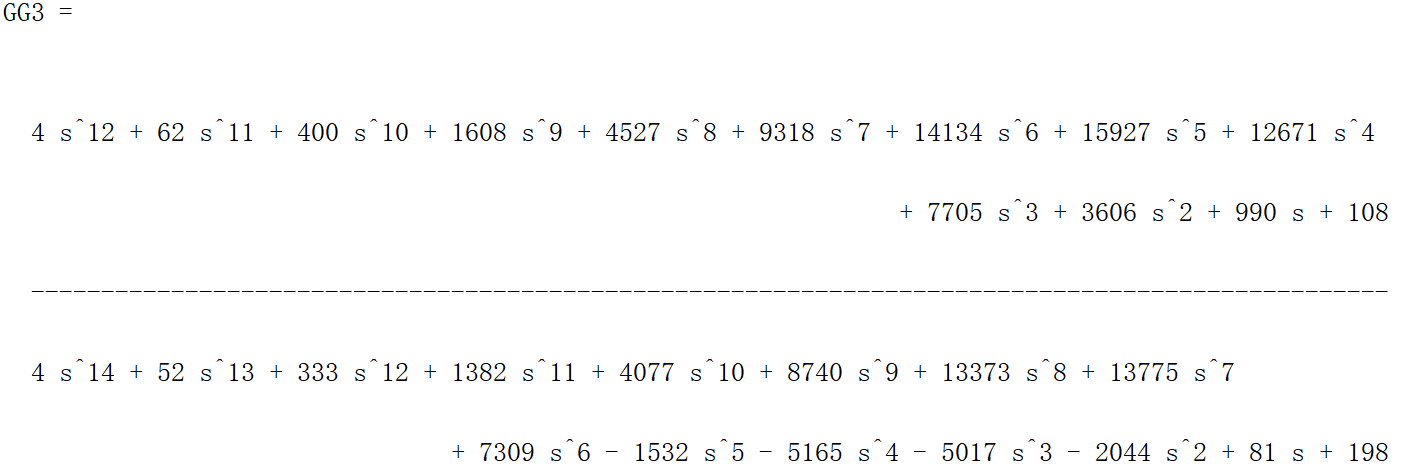 GG3 =
4 s^12 + 62 s^11 + 400 s^10 + 1608 s^9 + 4527 s^8 + 9318 s^7 + 14134 s^6 + 15927 s^5 + 12671 s^4
+ 7705 s^3 + 3606 s^2 + 990 s + 108
-------------------------------------------------------------------------------------------------
4 s^14 + 52 s^13 + 333 s^12 + 1382 s^11 + 4077 s^10 + 8740 s^9 + 13373 s^8 + 13775 s^7
+ 7309 s^6 - 1532 s^5 - 5165 s^4 - 5017 s^3 - 2044 s^2 + 81 s + 198